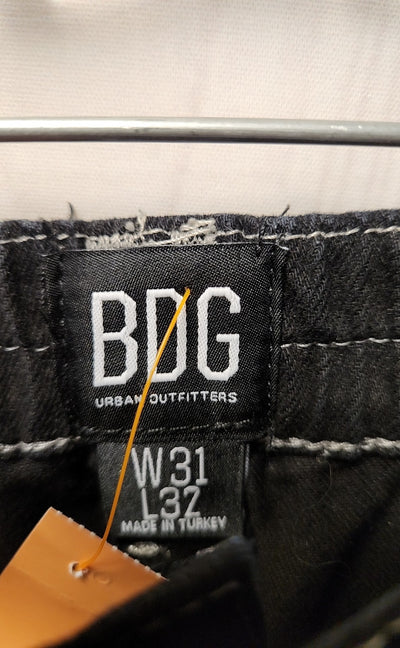 BDG
URBAN OUTFITTERS
W31
L32
MADE IN TURKEY